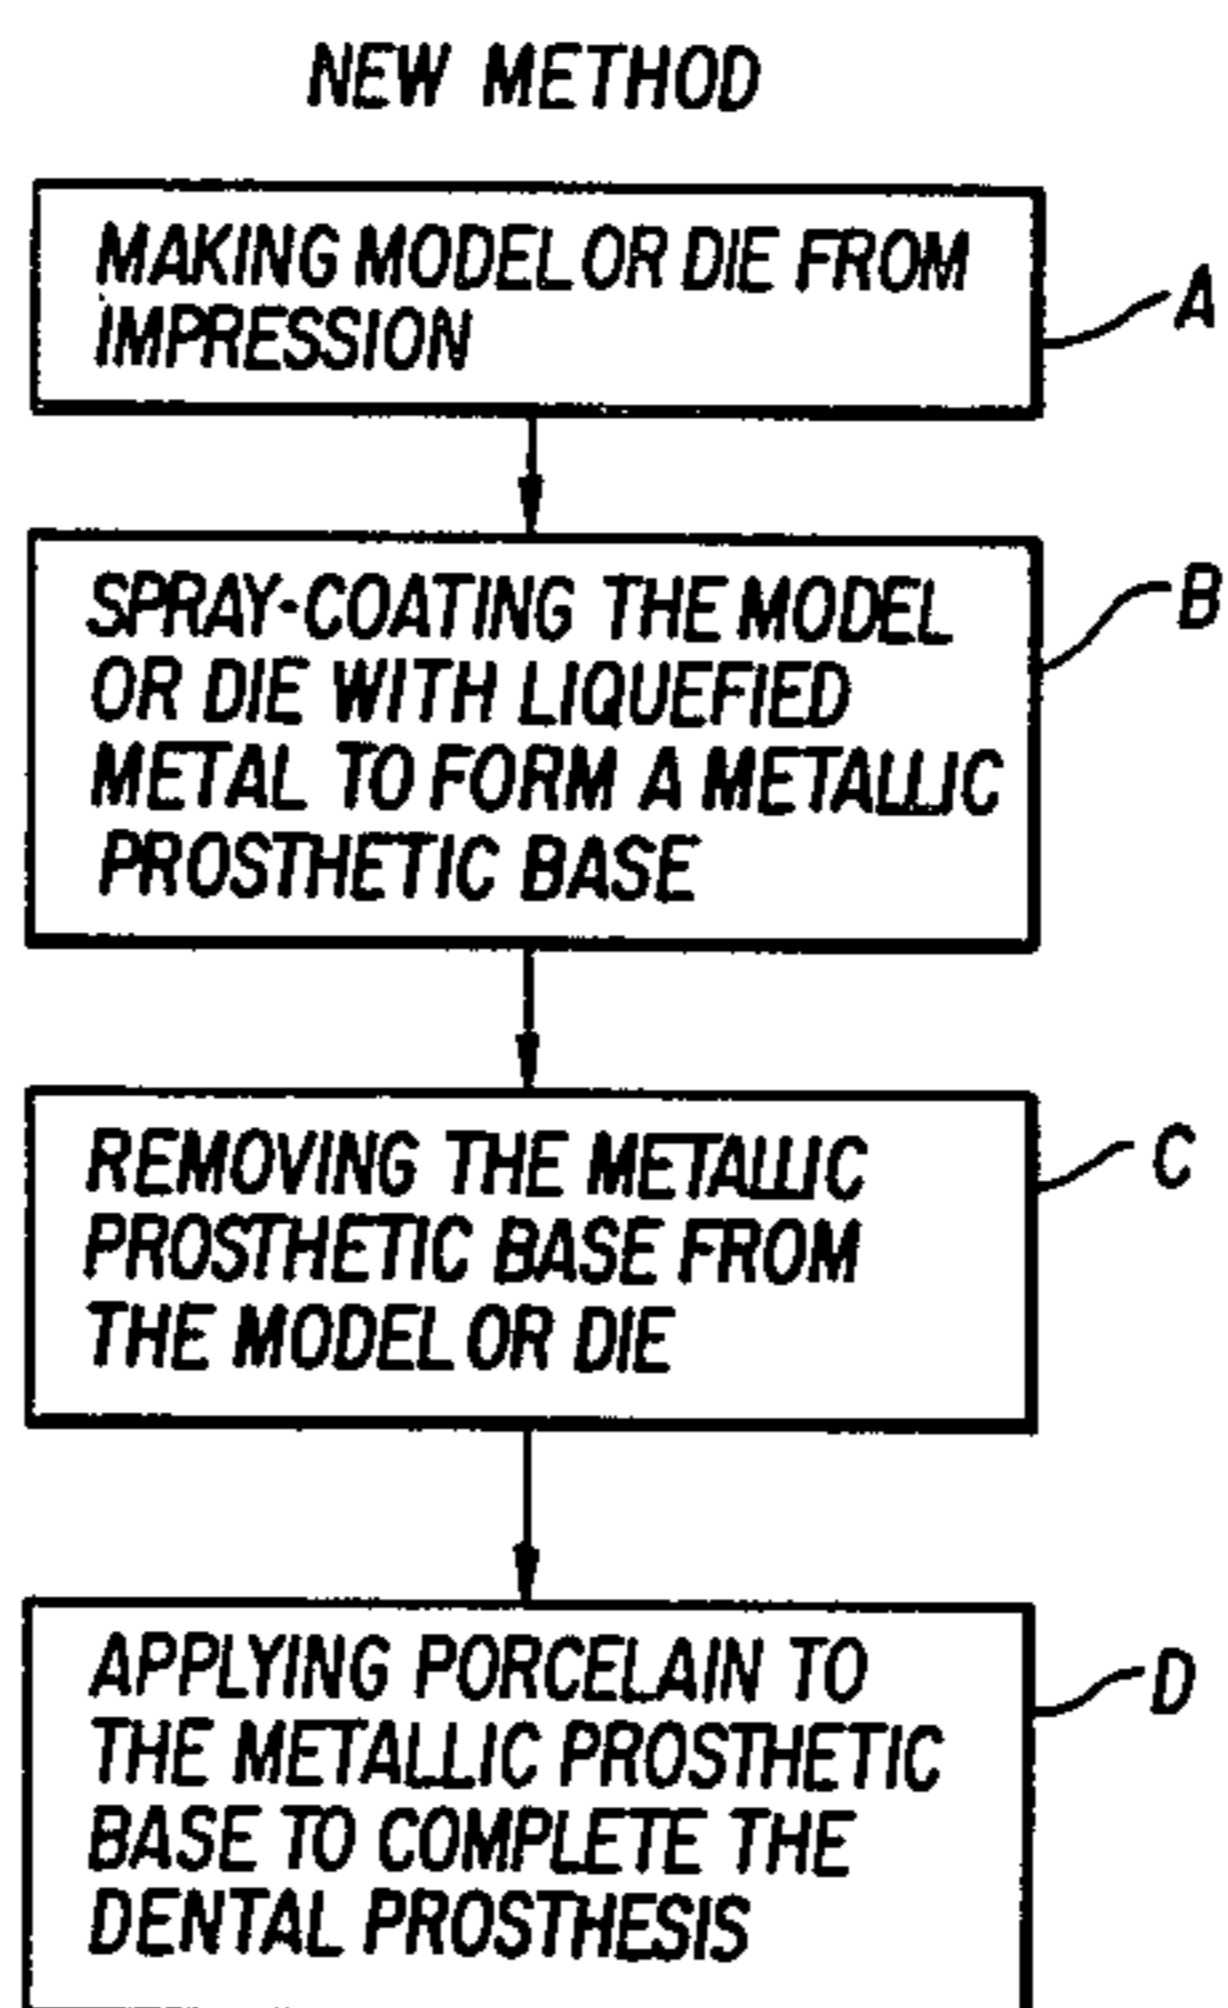 NEW METHOD
MAKING MODEL OR DIE FROM
IMPRESSION
A
SPRAY-COATING THE MODEL
OR DIE WITH LIQUEFIED
METAL TO FORM A METALLIC
PROSTHETIC BASE
B
REMOVING THE METALLIC
PROSTHETIC BASE FROM
THE MODEL OR DIE
C
APPLYING PORCELAIN TO
THE METALLIC PROSTHETIC
BASE TO COMPLETE THE
DENTAL PROSTHESIS
D